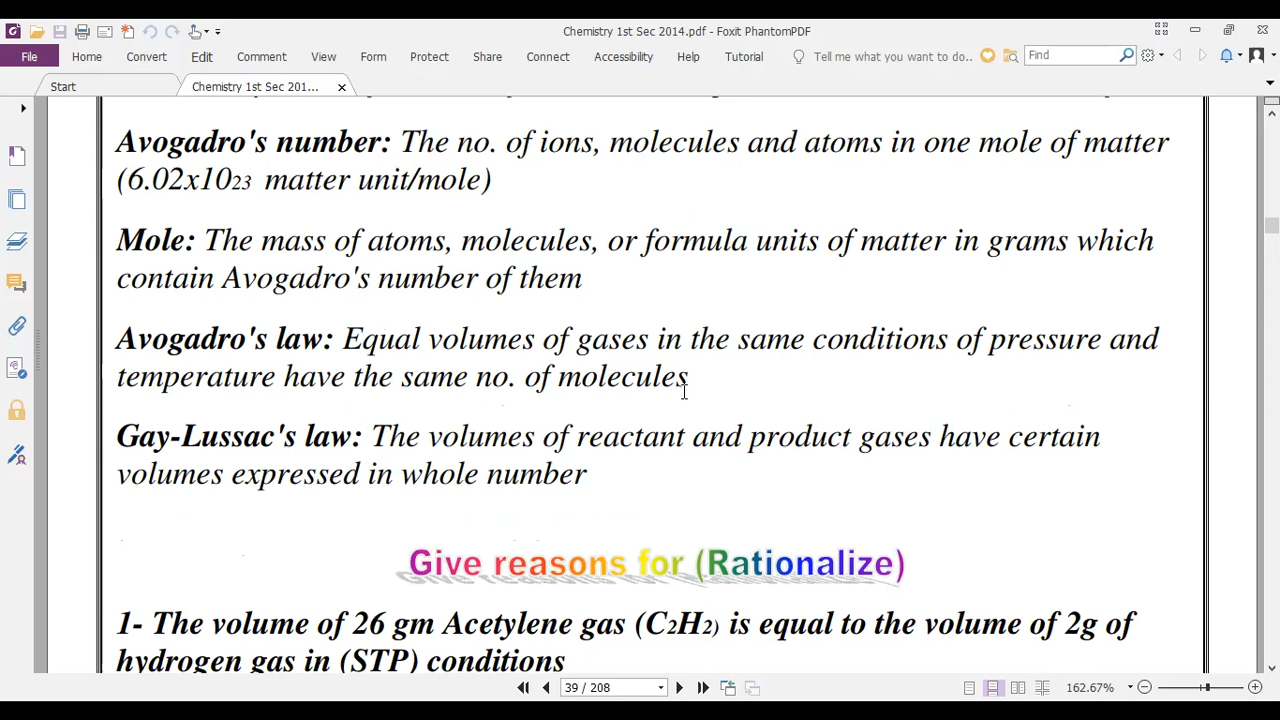 Chemistry 1st Sec 2014.pdf - Foxit PhantomPDF
File Home Convert Edit Comment View Form Protect Share Connect Accessibility Help Tutorial Tell me what you want to do.. Find
Start Chemistry 1st Sec 201...
Avogadro's number: The no. of ions, molecules and atoms in one mole of matter
(6.02x1023 matter unit/mole)
Mole: The mass of atoms, molecules, or formula units of matter in grams which
contain Avogadro's number of them
Avogadro's law: Equal volumes of gases in the same conditions of pressure and
temperature have the same no. of molecules
Gay-Lussac's law: The volumes of reactant and product gases have certain
volumes expressed in whole number
Give reasons for (Rationalize)
1- The volume of 26 gm Acetylene gas (C2H2) is equal to the volume of 2g of
hydrogen gas in (STP) conditions
39 / 208 162.67%